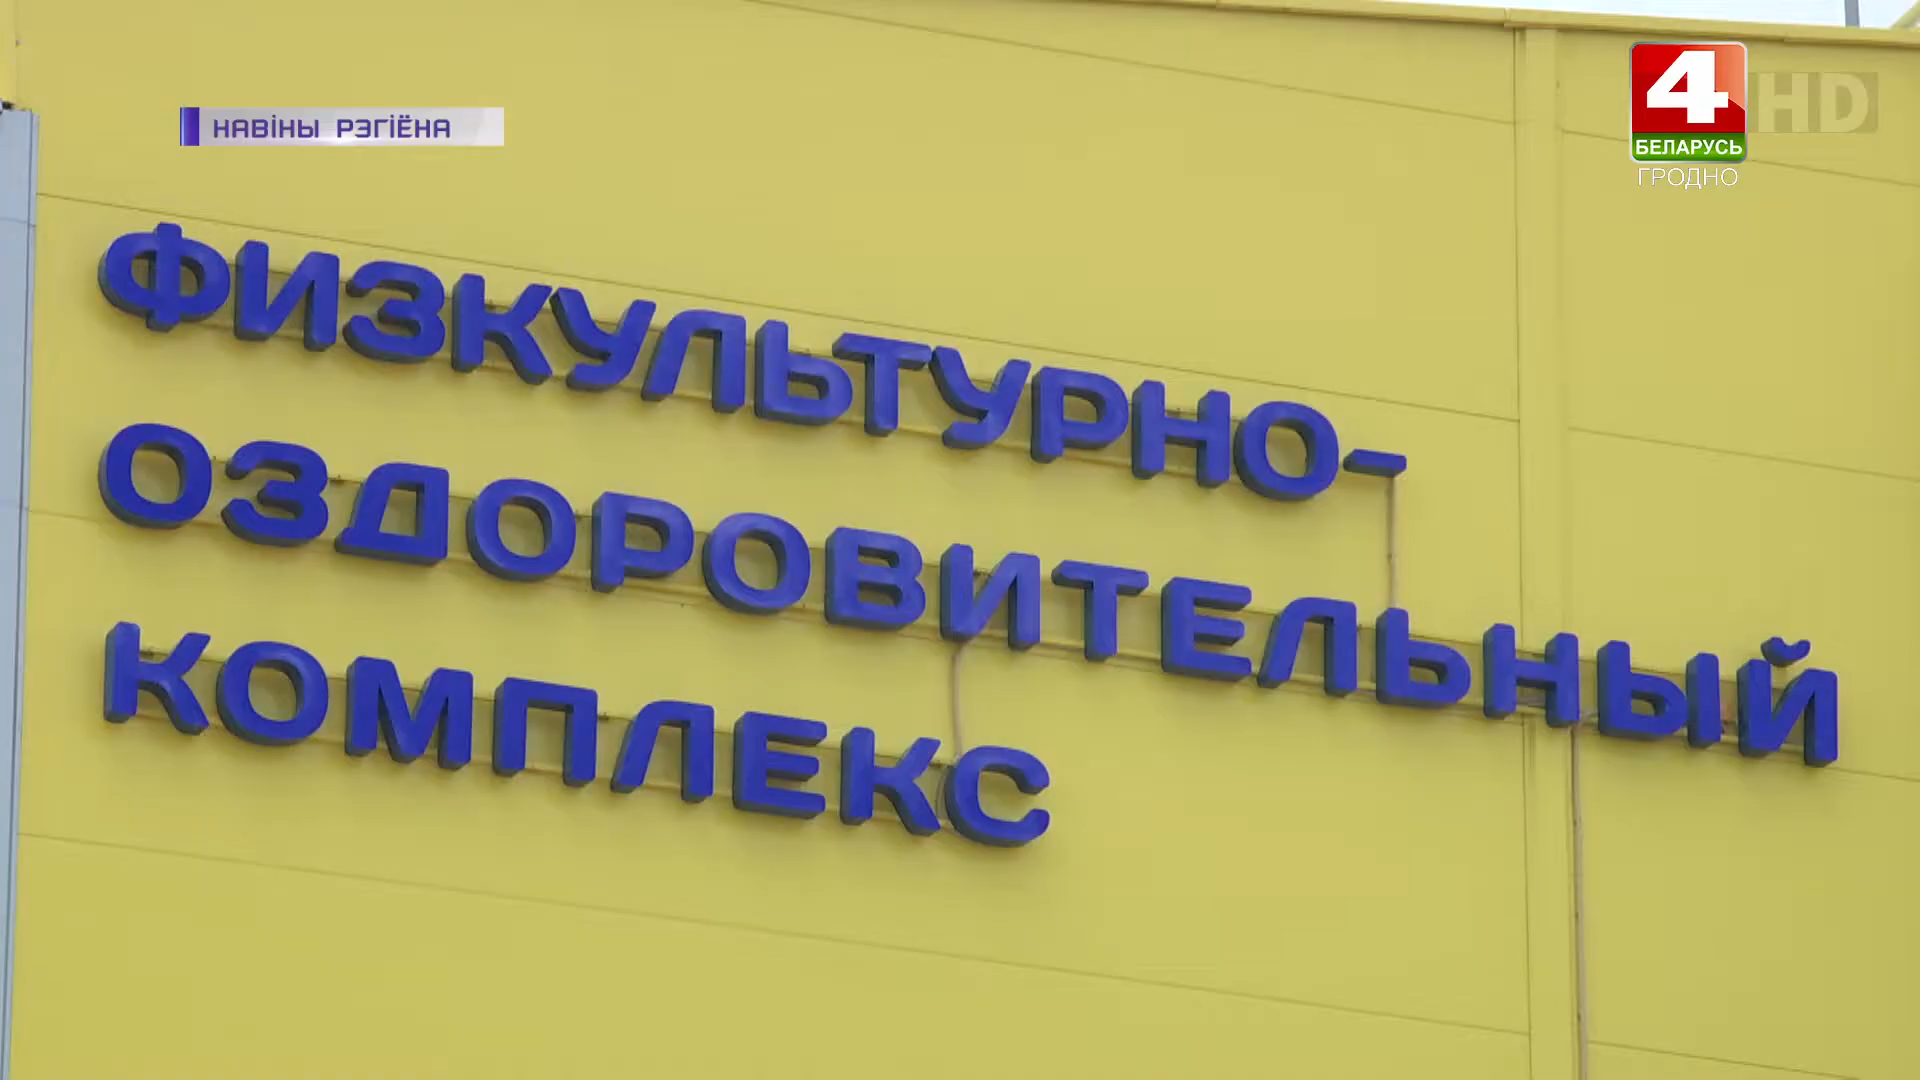 НАВІНЫ РЭГІЁНА
4 HD
БЕЛАРУСЬ
ГРОДНО
ФИЗКУЛЬТУРНО-
ОЗДОРОВИТЕЛЬНЫЙ
КОМПЛЕКС